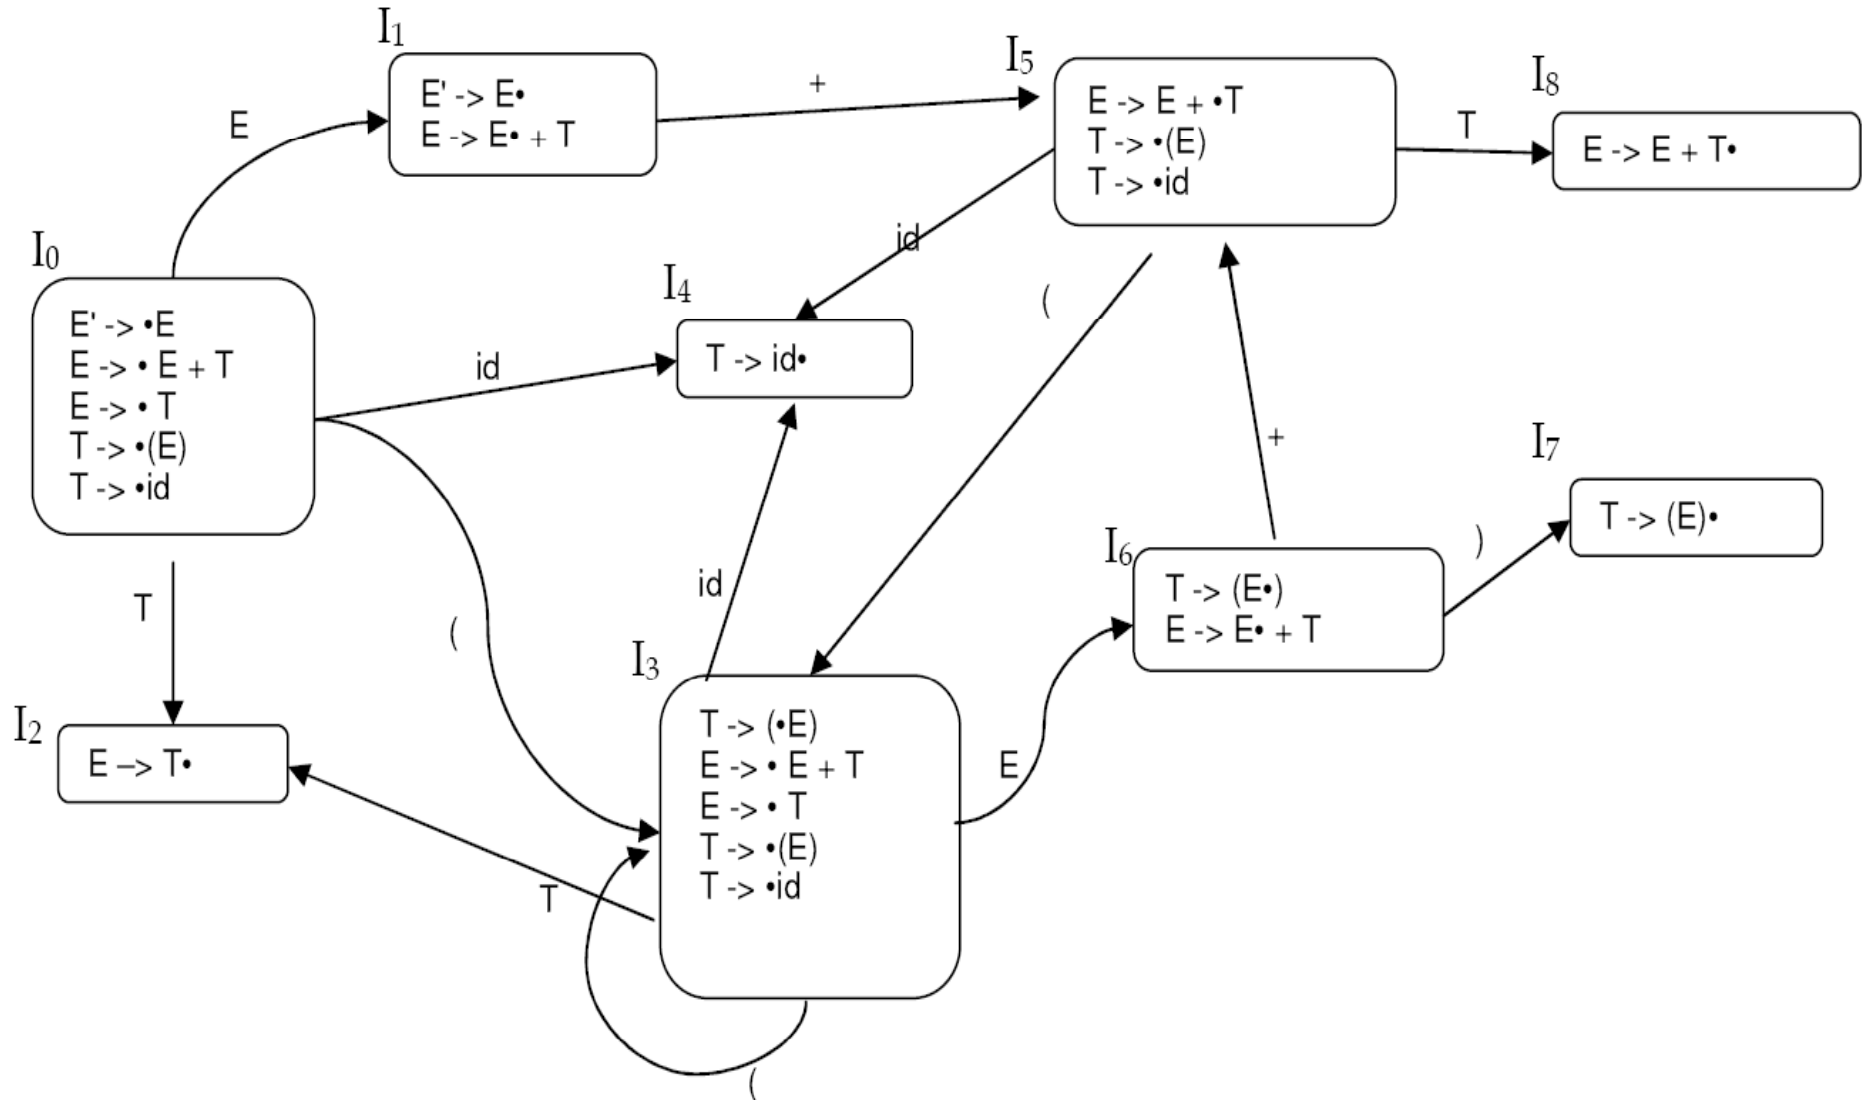 I1
E' -> E•
E -> E• + T
E
+
I5
E -> E + •T
T -> •(E)
T -> •id
T
I8
E -> E + T•
I0
E' -> •E
E -> • E + T
E -> • T
T -> •(E)
T -> •id
id
id
(
I4
T -> id•
+
I7
T -> (E)•
)
I6
T -> (E•)
E -> E• + T
T
(
id
I2
E –> T•
I3
T -> (•E)
E -> • E + T
E -> • T
T -> •(E)
T -> •id
E
T
(